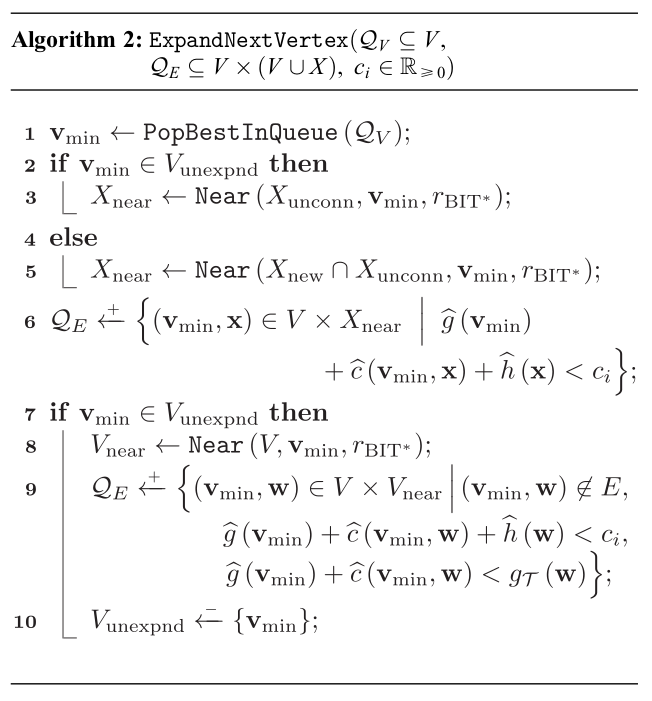 Algorithm 2: ExpandNextVertex(𝒬_V ⊆ V,
𝒬_E ⊆ V × (V ∪ X), c_i ∈ ℝ_⩾0)
1 v_min ← PopBestInQueue (𝒬_V);
2 if v_min ∈ V_unexpnd then
3 X_near ← Near (X_unconn, v_min, r_BIT*);
4 else
5 X_near ← Near (X_new ∩ X_unconn, v_min, r_BIT*);
6 𝒬_E ←⁺ {(v_min, x) ∈ V × X_near | ĝ (v_min)
+ ĉ (v_min, x) + ĥ (x) < c_i};
7 if v_min ∈ V_unexpnd then
8 V_near ← Near (V, v_min, r_BIT*);
9 𝒬_E ←⁺ {(v_min, w) ∈ V × V_near | (v_min, w) ∉ E,
ĝ (v_min) + ĉ (v_min, w) + ĥ (w) < c_i,
ĝ (v_min) + ĉ (v_min, w) < g_𝒯 (w)};
10 V_unexpnd ←⁻ {v_min};